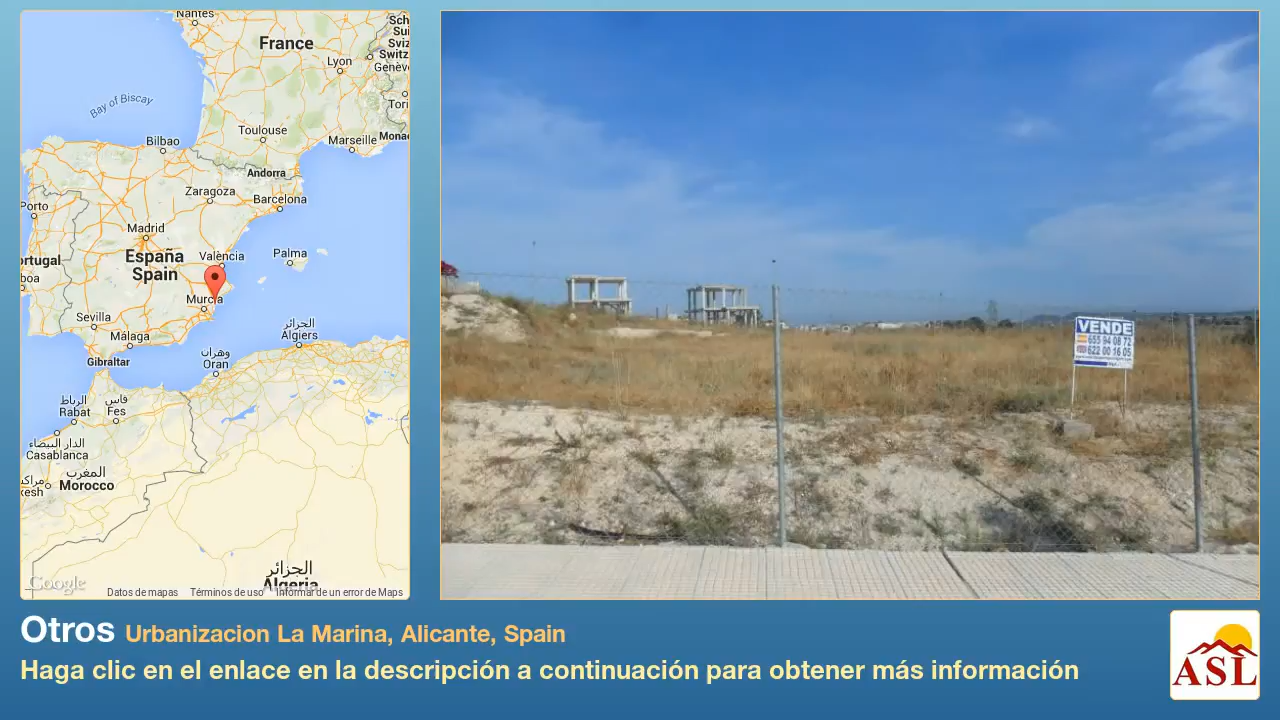 Nantes
France
Lyon
Bay of Biscay
Toulouse
Bilbao
Marseille
Andorra
Zaragoza
Porto
Barcelona
Madrid
España
Spain
València
Palma
Murcia
Sevilla
Málaga
Gibraltar
الجزائر
Algiers
وهران
Oran
الرباط
Rabat
فاس
Fes
الدار البيضاء
Casablanca
المغرب
Morocco
الجزائر
Algeria
Google
Datos de mapas
Términos de uso
Informar de un error de Maps
VENDE
655 94 08 72
622 00 16 05
Otros Urbanizacion La Marina, Alicante, Spain
Haga clic en el enlace en la descripción a continuación para obtener más información
ASL